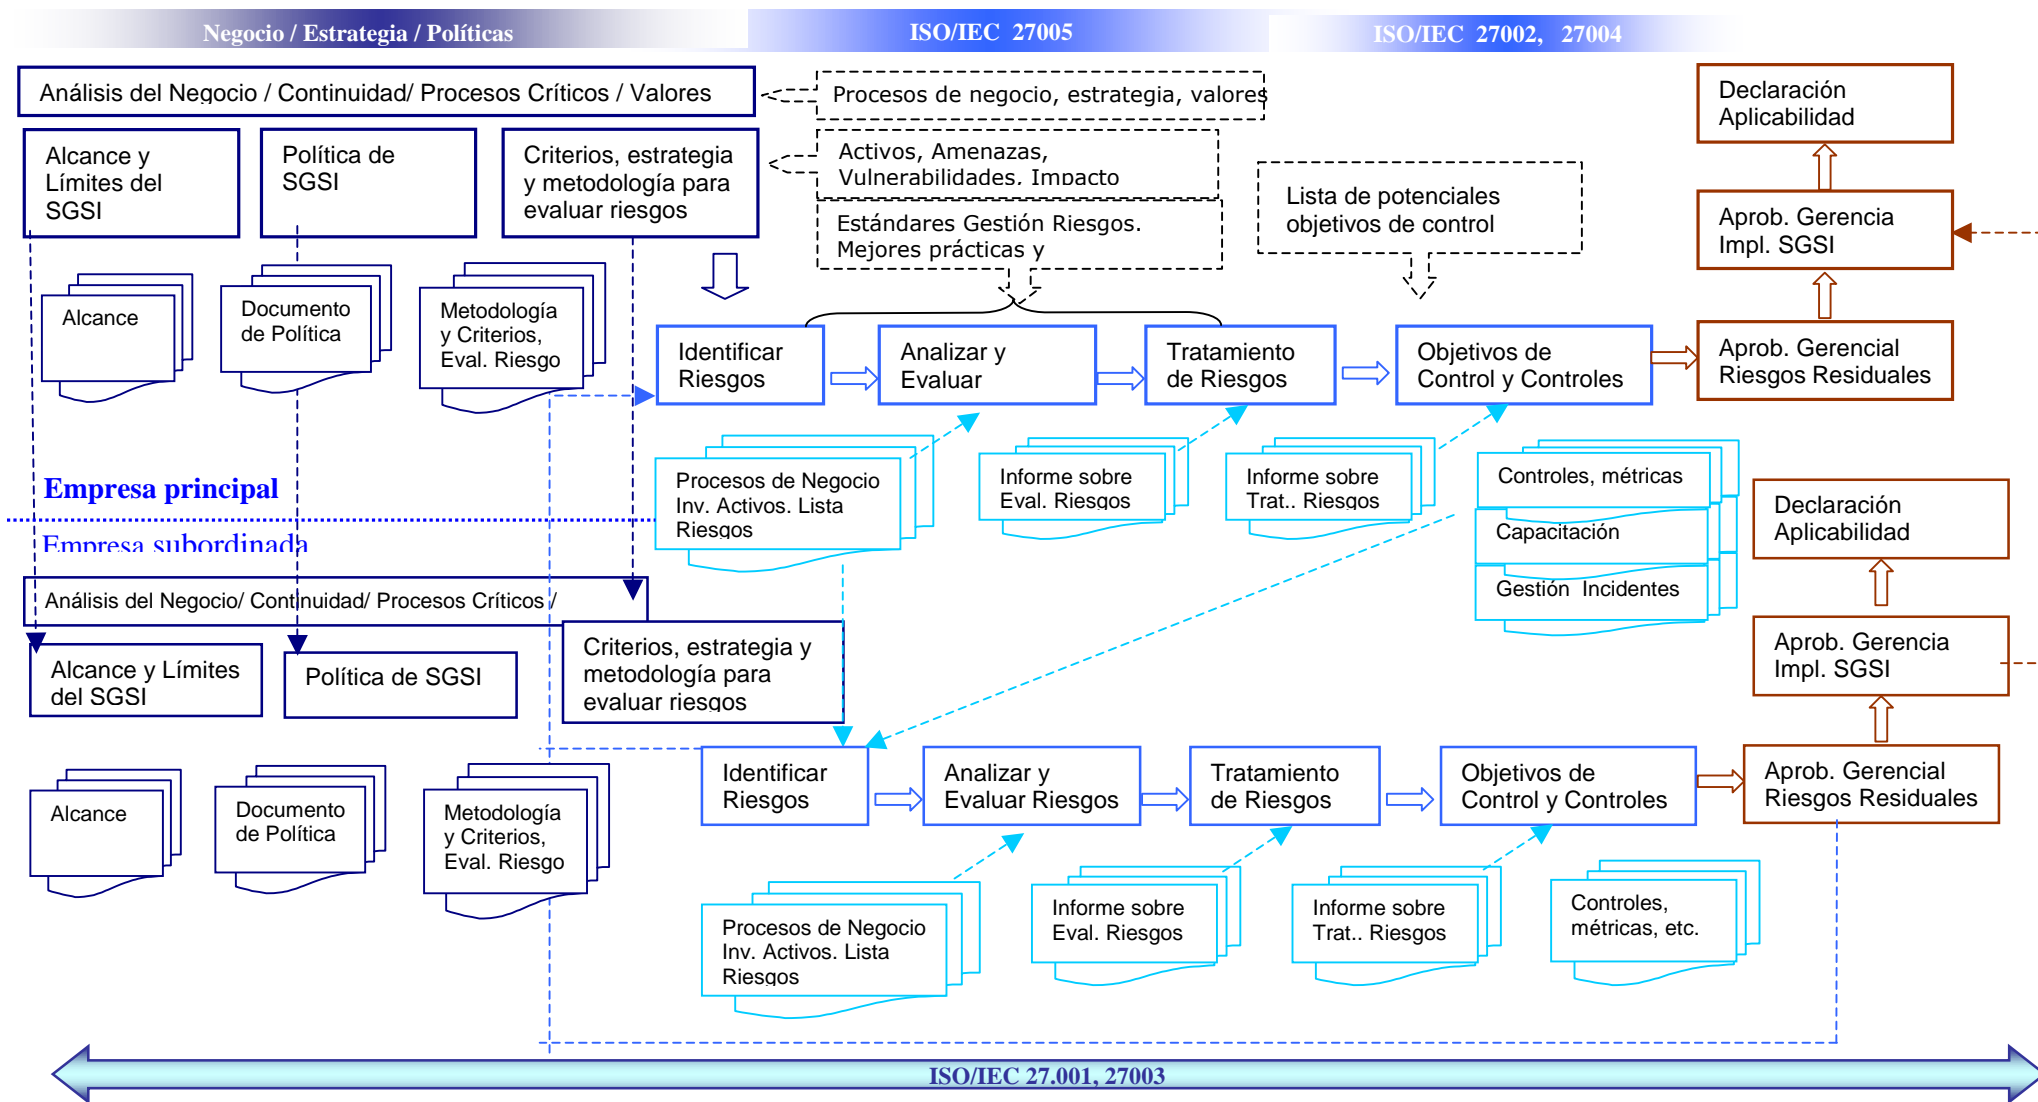 Negocio / Estrategia / Políticas
ISO/IEC 27005
ISO/IEC 27002, 27004
Análisis del Negocio / Continuidad/ Procesos Críticos / Valores
Procesos de negocio, estrategia, valores
Declaración
Aplicabilidad
Alcance y
Límites del
SGSI
Política de
SGSI
Criterios, estrategia
y metodología para
evaluar riesgos
Activos, Amenazas,
Vulnerabilidades. Impacto
Estándares Gestión Riesgos.
Mejores prácticas y
Lista de potenciales
objetivos de control
Aprob. Gerencia
Impl. SGSI
Alcance
Documento
de Política
Metodología
y Criterios,
Eval. Riesgo
Identificar
Riesgos
Analizar y
Evaluar
Tratamiento
de Riesgos
Objetivos de
Control y Controles
Aprob. Gerencial
Riesgos Residuales
Procesos de Negocio
Inv. Activos. Lista
Riesgos
Informe sobre
Eval. Riesgos
Informe sobre
Trat.. Riesgos
Controles, métricas
Capacitación
Gestión Incidentes
Empresa principal
Empresa subordinada
Declaración
Aplicabilidad
Análisis del Negocio/ Continuidad/ Procesos Críticos /
Alcance y Límites
del SGSI
Política de SGSI
Criterios, estrategia y
metodología para
evaluar riesgos
Aprob. Gerencia
Impl. SGSI
Alcance
Documento
de Política
Metodología
y Criterios,
Eval. Riesgo
Identificar
Riesgos
Analizar y
Evaluar Riesgos
Tratamiento
de Riesgos
Objetivos de
Control y Controles
Aprob. Gerencial
Riesgos Residuales
Procesos de Negocio
Inv. Activos. Lista
Riesgos
Informe sobre
Eval. Riesgos
Informe sobre
Trat.. Riesgos
Controles,
métricas, etc.
ISO/IEC 27.001, 27003